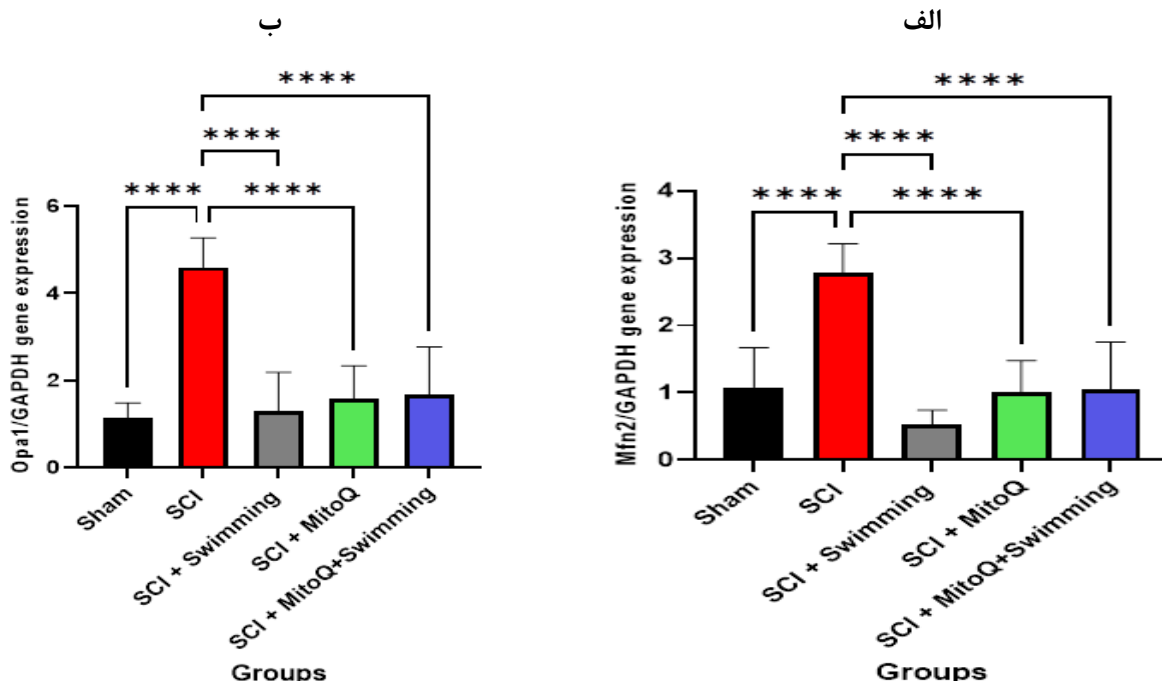 ب
****
****
****
****
Opa1/GAPDH gene expression
6
4
2
0
Sham
SCI
SCI + Swimming
SCI + MitoQ
SCI + MitoQ+Swimming
Groups
الف
****
****
****
****
Mfn2/GAPDH gene expression
4
3
2
1
0
Sham
SCI
SCI + Swimming
SCI + MitoQ
SCI + MitoQ+Swimming
Groups